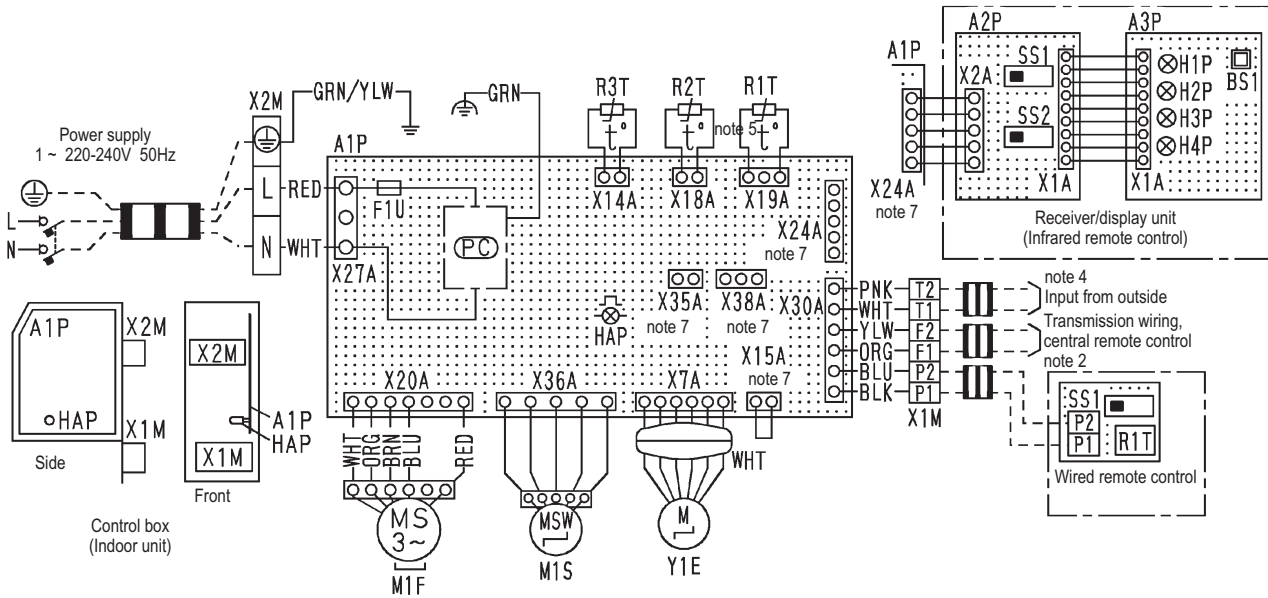 A2P
A3P
A1P
SS1
X2A
H1P
BS1
H2P
SS2
H3P
H4P
X24A
note 7
X1A
X1A
Receiver/display unit
(Infrared remote control)
Power supply
1 ~ 220-240V 50Hz
X2M
GRN/YLW
GRN
R3T
R2T
note 5
R1T
t°
t°
t°
A1P
L
RED
F1U
X14A
X18A
X19A
L
N
N
WHT
X27A
PC
X24A
note 7
X35A
note 7
X38A
note 7
X30A
HAP
X15A
note 7
PNK
T2
WHT
T1
YLW
F2
ORG
F1
BLU
P2
BLK
P1
X1M
note 4
Input from outside
Transmission wiring,
central remote control
note 2
SS1
P2
P1
R1T
Wired remote control
A1P
X2M
HAP
X1M
Side
X2M
A1P
HAP
X1M
Front
Control box
(Indoor unit)
X20A
X36A
X7A
WHT
ORG
BRN
BLU
RED
WHT
MS
3~
M1F
MSW
M1S
M
Y1E